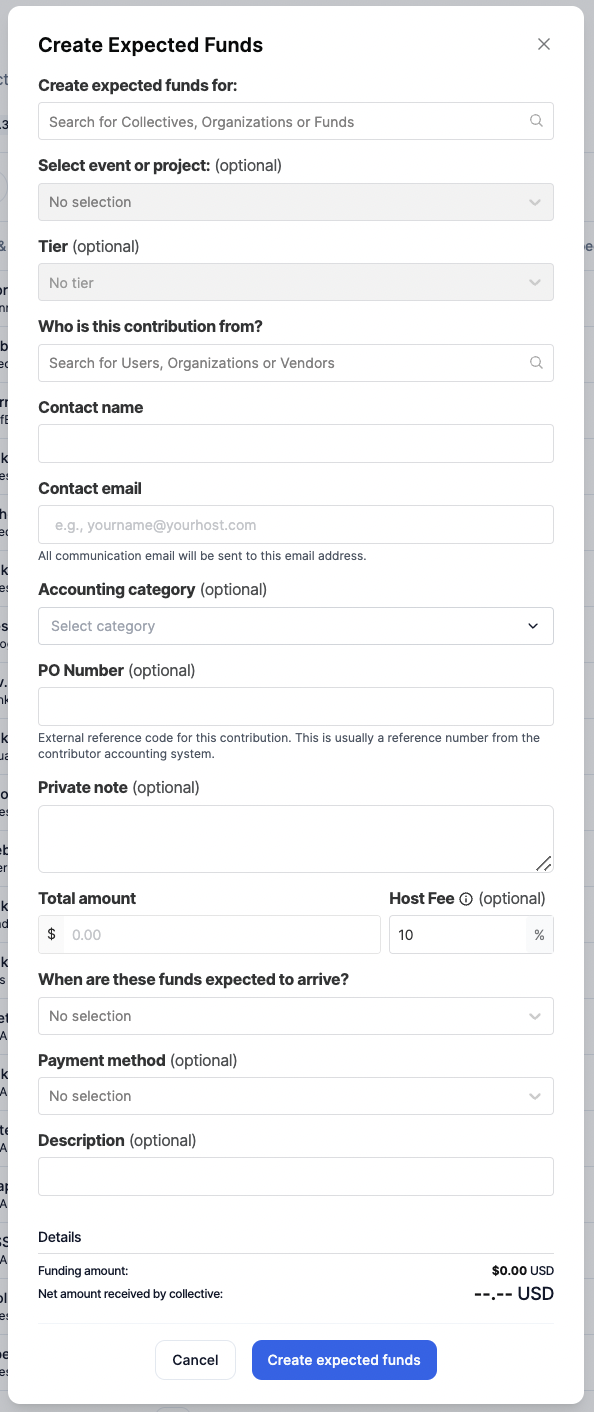 Create Expected Funds
Create expected funds for:
Search for Collectives, Organizations or Funds
Select event or project: (optional)
No selection
Tier (optional)
No tier
Who is this contribution from?
Search for Users, Organizations or Vendors
Contact name
Contact email
e.g., yourname@yourhost.com
All communication email will be sent to this email address.
Accounting category (optional)
Select category
PO Number (optional)
External reference code for this contribution. This is usually a reference number from the
contributor accounting system.
Private note (optional)
Total amount Host Fee (optional)
$ 0.00 10 %
When are these funds expected to arrive?
No selection
Payment method (optional)
No selection
Description (optional)
Details
Funding amount: $0.00 USD
Net amount received by collective: --.-- USD
Cancel Create expected funds